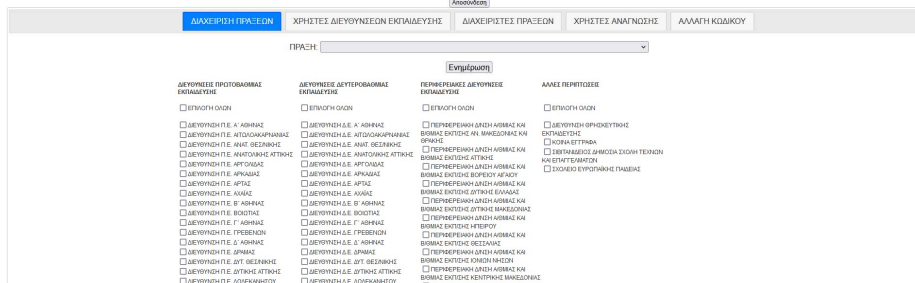 Αποσύνδεση
ΔΙΑΧΕΙΡΙΣΗ ΠΡΑΞΕΩΝ
ΧΡΗΣΤΕΣ ΔΙΕΥΘΥΝΣΕΩΝ ΕΚΠΑΙΔΕΥΣΗΣ
ΔΙΑΧΕΙΡΙΣΤΕΣ ΠΡΑΞΕΩΝ
ΧΡΗΣΤΕΣ ΑΝΑΓΝΩΣΗΣ
ΑΛΛΑΓΗ ΚΩΔΙΚΟΥ
ΠΡΑΞΗ:
Ενημέρωση
ΔΙΕΥΘΥΝΣΕΙΣ ΠΡΩΤΟΒΑΘΜΙΑΣ
ΕΚΠΑΙΔΕΥΣΗΣ
ΕΠΙΛΟΓΗ ΟΛΩΝ
ΔΙΕΥΘΥΝΣΗ Π.Ε. Α΄ ΑΘΗΝΑΣ
ΔΙΕΥΘΥΝΣΗ Π.Ε. ΑΙΤΩΛΟΑΚΑΡΝΑΝΙΑΣ
ΔΙΕΥΘΥΝΣΗ Π.Ε. ΑΝΑΤ. ΘΕΣ/ΝΙΚΗΣ
ΔΙΕΥΘΥΝΣΗ Π.Ε. ΑΝΑΤΟΛΙΚΗΣ ΑΤΤΙΚΗΣ
ΔΙΕΥΘΥΝΣΗ Π.Ε. ΑΡΓΟΛΙΔΑΣ
ΔΙΕΥΘΥΝΣΗ Π.Ε. ΑΡΚΑΔΙΑΣ
ΔΙΕΥΘΥΝΣΗ Π.Ε. ΑΡΤΑΣ
ΔΙΕΥΘΥΝΣΗ Π.Ε. ΑΧΑΪΑΣ
ΔΙΕΥΘΥΝΣΗ Π.Ε. Β΄ ΑΘΗΝΑΣ
ΔΙΕΥΘΥΝΣΗ Π.Ε. ΒΟΙΩΤΙΑΣ
ΔΙΕΥΘΥΝΣΗ Π.Ε. Γ΄ ΑΘΗΝΑΣ
ΔΙΕΥΘΥΝΣΗ Π.Ε. ΓΡΕΒΕΝΩΝ
ΔΙΕΥΘΥΝΣΗ Π.Ε. Δ΄ ΑΘΗΝΑΣ
ΔΙΕΥΘΥΝΣΗ Π.Ε. ΔΡΑΜΑΣ
ΔΙΕΥΘΥΝΣΗ Π.Ε. ΔΥΤ. ΘΕΣ/ΝΙΚΗΣ
ΔΙΕΥΘΥΝΣΗ Π.Ε. ΔΥΤΙΚΗΣ ΑΤΤΙΚΗΣ
ΔΙΕΥΘΥΝΣΗ Π.Ε. ΔΩΔΕΚΑΝΗΣΟΥ
ΔΙΕΥΘΥΝΣΕΙΣ ΔΕΥΤΕΡΟΒΑΘΜΙΑΣ
ΕΚΠΑΙΔΕΥΣΗΣ
ΕΠΙΛΟΓΗ ΟΛΩΝ
ΔΙΕΥΘΥΝΣΗ Δ.Ε. Α΄ ΑΘΗΝΑΣ
ΔΙΕΥΘΥΝΣΗ Δ.Ε. ΑΙΤΩΛΟΑΚΑΡΝΑΝΙΑΣ
ΔΙΕΥΘΥΝΣΗ Δ.Ε. ΑΝΑΤ. ΘΕΣ/ΝΙΚΗΣ
ΔΙΕΥΘΥΝΣΗ Δ.Ε. ΑΝΑΤΟΛΙΚΗΣ ΑΤΤΙΚΗΣ
ΔΙΕΥΘΥΝΣΗ Δ.Ε. ΑΡΓΟΛΙΔΑΣ
ΔΙΕΥΘΥΝΣΗ Δ.Ε. ΑΡΚΑΔΙΑΣ
ΔΙΕΥΘΥΝΣΗ Δ.Ε. ΑΡΤΑΣ
ΔΙΕΥΘΥΝΣΗ Δ.Ε. ΑΧΑΪΑΣ
ΔΙΕΥΘΥΝΣΗ Δ.Ε. Β΄ ΑΘΗΝΑΣ
ΔΙΕΥΘΥΝΣΗ Δ.Ε. ΒΟΙΩΤΙΑΣ
ΔΙΕΥΘΥΝΣΗ Δ.Ε. Γ΄ ΑΘΗΝΑΣ
ΔΙΕΥΘΥΝΣΗ Δ.Ε. ΓΡΕΒΕΝΩΝ
ΔΙΕΥΘΥΝΣΗ Δ.Ε. Δ΄ ΑΘΗΝΑΣ
ΔΙΕΥΘΥΝΣΗ Δ.Ε. ΔΡΑΜΑΣ
ΔΙΕΥΘΥΝΣΗ Δ.Ε. ΔΥΤ. ΘΕΣ/ΝΙΚΗΣ
ΔΙΕΥΘΥΝΣΗ Δ.Ε. ΔΥΤΙΚΗΣ ΑΤΤΙΚΗΣ
ΔΙΕΥΘΥΝΣΗ Δ.Ε. ΔΩΔΕΚΑΝΗΣΟΥ
ΠΕΡΙΦΕΡΕΙΑΚΕΣ ΔΙΕΥΘΥΝΣΕΙΣ
ΕΚΠΑΙΔΕΥΣΗΣ
ΕΠΙΛΟΓΗ ΟΛΩΝ
ΠΕΡΙΦΕΡΕΙΑΚΗ Δ/ΝΣΗ Α/ΘΜΙΑΣ ΚΑΙ
Β/ΘΜΙΑΣ ΕΚΠ/ΣΗΣ ΑΝ. ΜΑΚΕΔΟΝΙΑΣ ΚΑΙ
ΘΡΑΚΗΣ
ΠΕΡΙΦΕΡΕΙΑΚΗ Δ/ΝΣΗ Α/ΘΜΙΑΣ ΚΑΙ
Β/ΘΜΙΑΣ ΕΚΠ/ΣΗΣ ΑΤΤΙΚΗΣ
ΠΕΡΙΦΕΡΕΙΑΚΗ Δ/ΝΣΗ Α/ΘΜΙΑΣ ΚΑΙ
Β/ΘΜΙΑΣ ΕΚΠ/ΣΗΣ ΒΟΡΕΙΟΥ ΑΙΓΑΙΟΥ
ΠΕΡΙΦΕΡΕΙΑΚΗ Δ/ΝΣΗ Α/ΘΜΙΑΣ ΚΑΙ
Β/ΘΜΙΑΣ ΕΚΠ/ΣΗΣ ΔΥΤΙΚΗΣ ΕΛΛΑΔΑΣ
ΠΕΡΙΦΕΡΕΙΑΚΗ Δ/ΝΣΗ Α/ΘΜΙΑΣ ΚΑΙ
Β/ΘΜΙΑΣ ΕΚΠ/ΣΗΣ ΔΥΤΙΚΗΣ ΜΑΚΕΔΟΝΙΑΣ
ΠΕΡΙΦΕΡΕΙΑΚΗ Δ/ΝΣΗ Α/ΘΜΙΑΣ ΚΑΙ
Β/ΘΜΙΑΣ ΕΚΠ/ΣΗΣ ΗΠΕΙΡΟΥ
ΠΕΡΙΦΕΡΕΙΑΚΗ Δ/ΝΣΗ Α/ΘΜΙΑΣ ΚΑΙ
Β/ΘΜΙΑΣ ΕΚΠ/ΣΗΣ ΘΕΣΣΑΛΙΑΣ
ΠΕΡΙΦΕΡΕΙΑΚΗ Δ/ΝΣΗ Α/ΘΜΙΑΣ ΚΑΙ
Β/ΘΜΙΑΣ ΕΚΠ/ΣΗΣ ΙΟΝΙΩΝ ΝΗΣΩΝ
ΠΕΡΙΦΕΡΕΙΑΚΗ Δ/ΝΣΗ Α/ΘΜΙΑΣ ΚΑΙ
Β/ΘΜΙΑΣ ΕΚΠ/ΣΗΣ ΚΕΝΤΡΙΚΗΣ ΜΑΚΕΔΟΝΙΑΣ
ΑΛΛΕΣ ΠΕΡΙΠΤΩΣΕΙΣ
ΕΠΙΛΟΓΗ ΟΛΩΝ
ΔΙΕΥΘΥΝΣΗ ΘΡΗΣΚΕΥΤΙΚΗΣ
ΕΚΠΑΙΔΕΥΣΗΣ
ΚΟΙΝΑ ΕΓΓΡΑΦΑ
ΣΙΒΙΤΑΝΙΔΕΙΟΣ ΔΗΜΟΣΙΑ ΣΧΟΛΗ ΤΕΧΝΩΝ
ΚΑΙ ΕΠΑΓΓΕΛΜΑΤΩΝ
ΣΧΟΛΕΙΟ ΕΥΡΩΠΑΪΚΗΣ ΠΑΙΔΕΙΑΣ